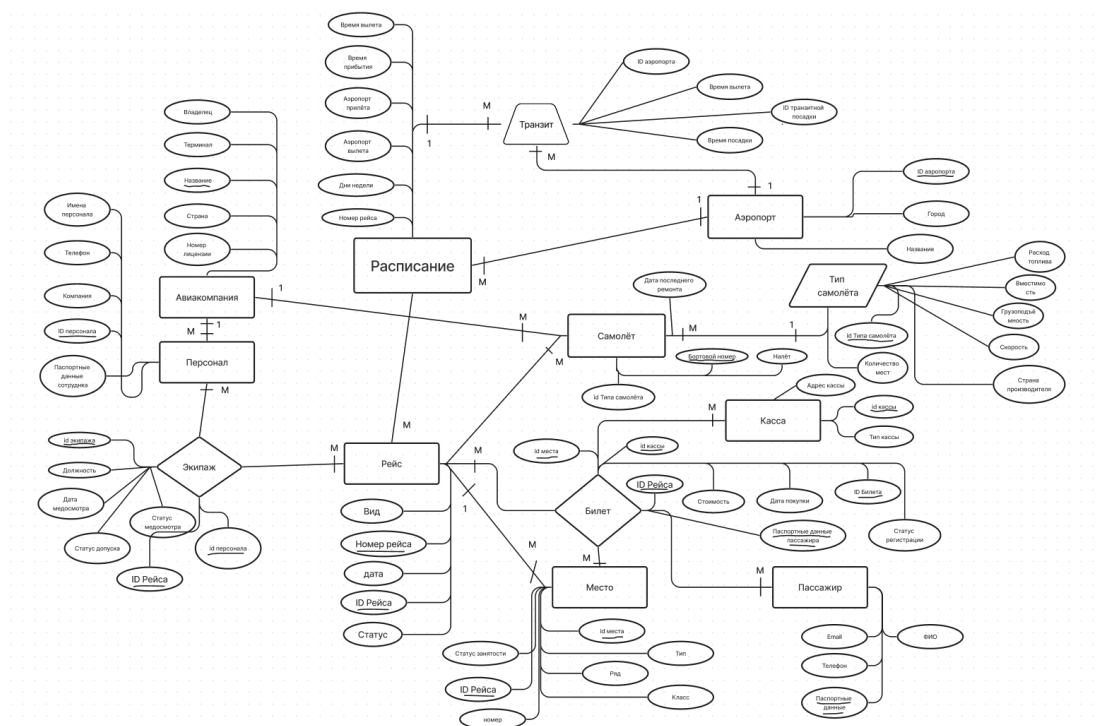 Время вылета
Время
прибытия
Аэропорт
прилёта
Аэропорт
вылета
Дни недели
Номер рейса
Расписание
M
1
M
Транзит
M
ID аэропорта
Время вылета
ID транзитной
посадки
Время посадки
1
1
Аэропорт
ID аэропорта
Город
Название
M
Владелец
Терминал
Название
Страна
Номер
лицензии
Авиакомпания
1
Имена
персонала
Телефон
Компания
ID персонала
Паспортные
данные
сотрудника
1
M
Персонал
M
Дата последнего
ремонта
M
Самолёт
M
M
1
Тип
самолёта
Расход
топлива
Вместимо
сть
Грузоподъё
мность
Скорость
Страна
производителя
id Типа самолёта
Количество
мест
Бортовой номер
Налёт
id Типа самолёта
Адрес кассы
M
Касса
id кассы
Тип кассы
id экипажа
Должность
Дата
медосмотра
Статус допуска
Статус
медосмотра
ID Рейса
id персонала
Экипаж
M
M
Рейс
M
1
Вид
Номер рейса
дата
ID Рейса
Статус
id места
id кассы
ID Рейса
Стоимость
Дата покупки
ID Билета
Статус
регистрации
Паспортные данные
пассажира
Билет
M
M
Место
M
Пассажир
id места
Статус занятости
Тип
Ряд
ID Рейса
Класс
номер
Email
ФИО
Телефон
Паспортные
данные